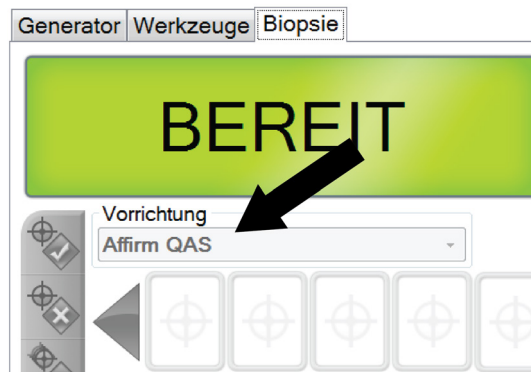 Generator Werkzeuge Biopsie
BEREIT
Vorrichtung
Affirm QAS